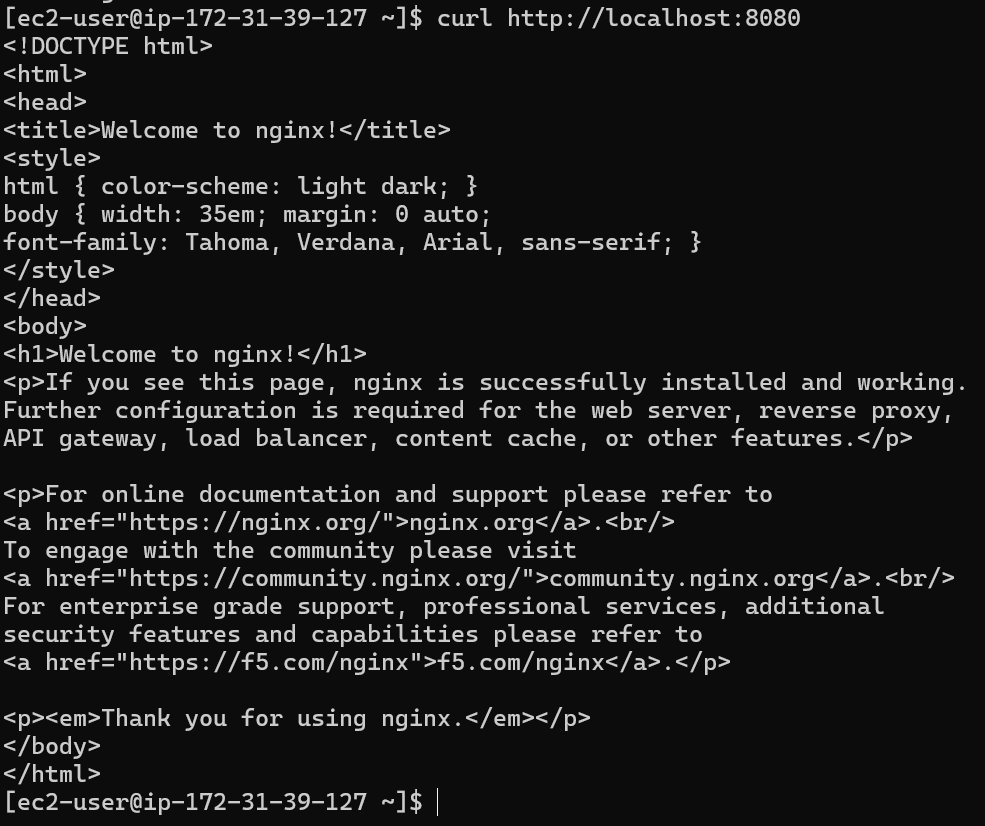 [ec2-user@ip-172-31-39-127 ~]$ curl http://localhost:8080
<!DOCTYPE html>
<html>
<head>
<title>Welcome to nginx!</title>
<style>
html { color-scheme: light dark; }
body { width: 35em; margin: 0 auto;
font-family: Tahoma, Verdana, Arial, sans-serif; }
</style>
</head>
<body>
<h1>Welcome to nginx!</h1>
<p>If you see this page, nginx is successfully installed and working.
Further configuration is required for the web server, reverse proxy,
API gateway, load balancer, content cache, or other features.</p>

<p>For online documentation and support please refer to
<a href="https://nginx.org/">nginx.org</a>.<br/>
To engage with the community please visit
<a href="https://community.nginx.org/">community.nginx.org</a>.<br/>
For enterprise grade support, professional services, additional
security features and capabilities please refer to
<a href="https://f5.com/nginx">f5.com/nginx</a>.</p>

<p><em>Thank you for using nginx.</em></p>
</body>
</html>
[ec2-user@ip-172-31-39-127 ~]$